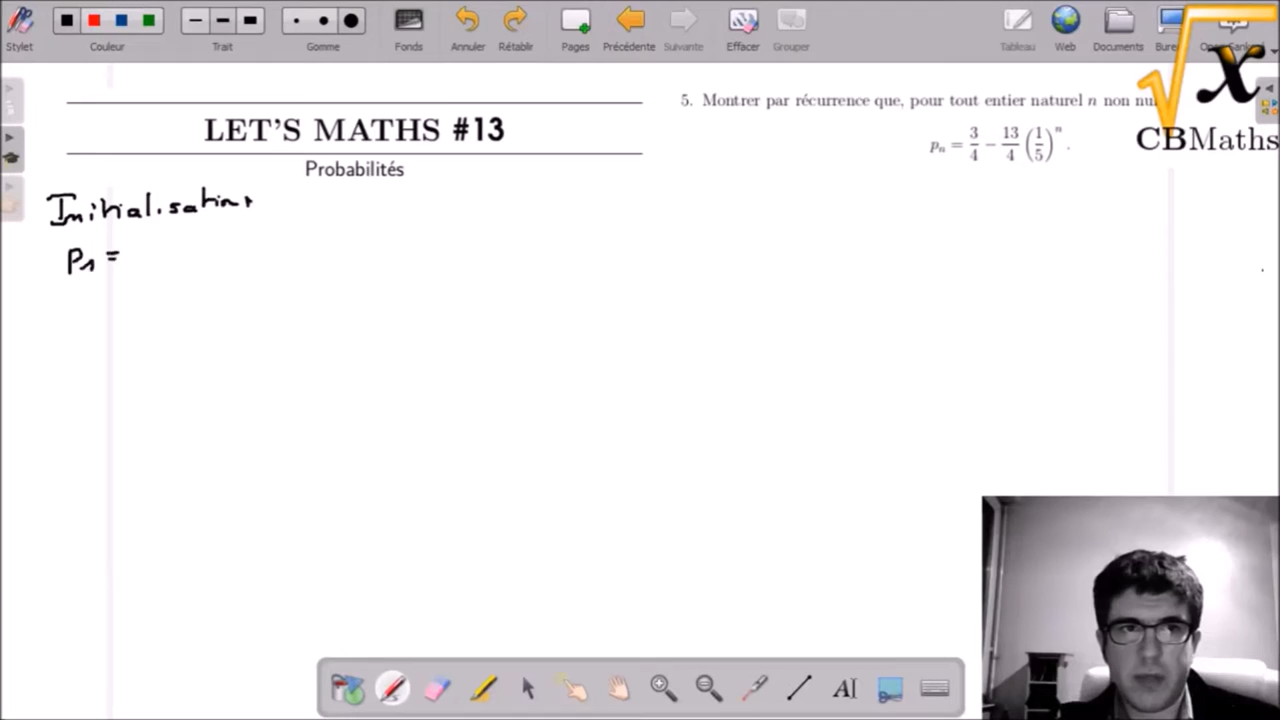 Stylet Couleur Trait Gomme Fonds Annuler Rétablir Pages Précédente Suivante Effacer Grouper Tableau Web Documents
LET'S MATHS #13
Probabilités
Initialisation
p₁ =
5. Montrer par récurrence que, pour tout entier naturel n non
pₙ = 3/4 − 13/4 (1/5)ⁿ.
x
CBMaths
AI